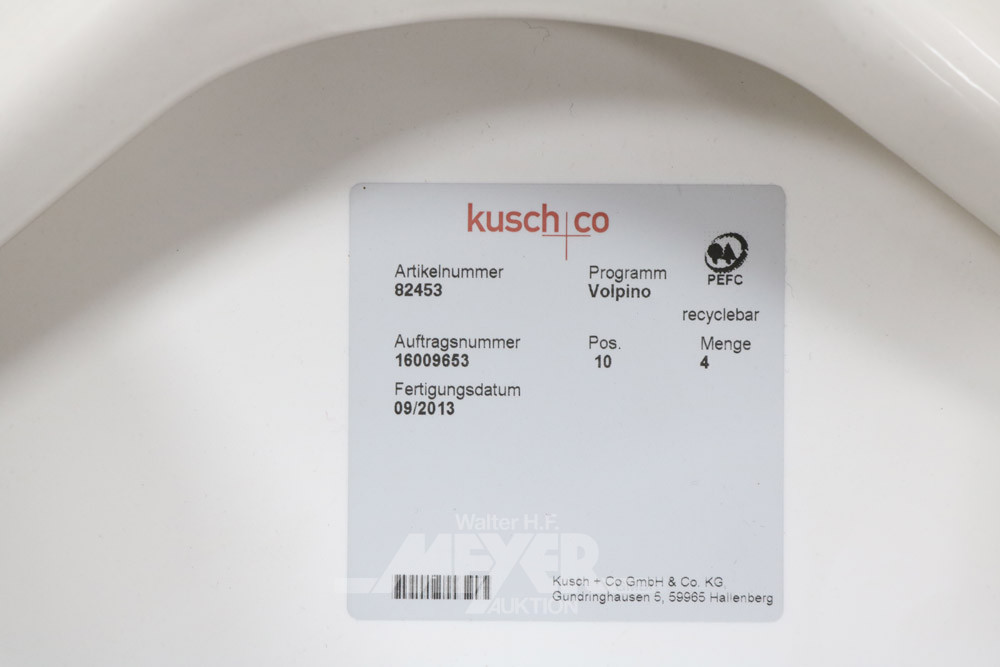 kusch+co
Artikelnummer
82453
Programm
Volpino
PEFC
recyclebar
Auftragsnummer
16009653
Pos.
10
Menge
4
Fertigungsdatum
09/2013
Walter H.F.
MEYER
AUKTION
Kusch + Co GmbH & Co. KG,
Gundringhausen 5, 59965 Hallenberg